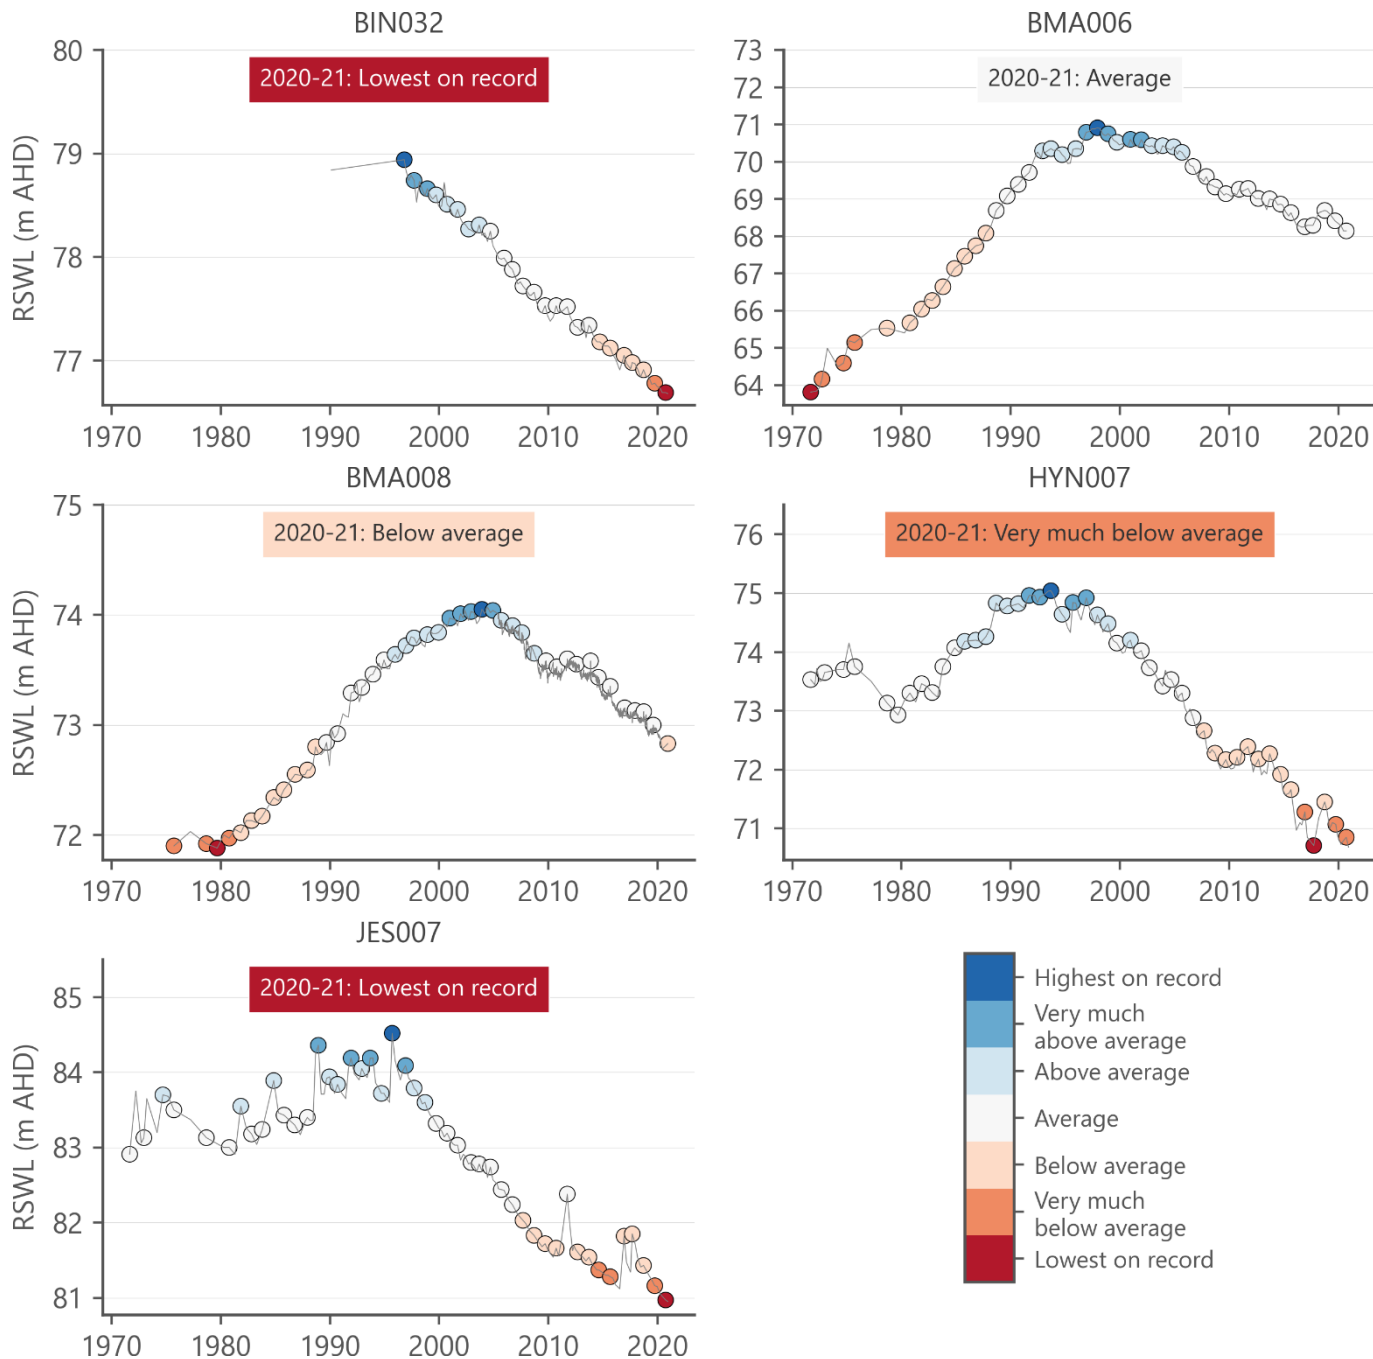 BIN032
80
2020-21: Lowest on record
79
78
77
RSWL (m AHD)
1970 1980 1990 2000 2010 2020
BMA006
73
2020-21: Average
72
71
70
69
68
67
66
65
64
1970 1980 1990 2000 2010 2020
BMA008
75
2020-21: Below average
74
73
72
RSWL (m AHD)
1970 1980 1990 2000 2010 2020
HYN007
76
2020-21: Very much below average
75
74
73
72
71
1970 1980 1990 2000 2010 2020
JES007
85
2020-21: Lowest on record
84
83
82
81
RSWL (m AHD)
1970 1980 1990 2000 2010 2020
Highest on record
Very much
above average
Above average
Average
Below average
Very much
below average
Lowest on record